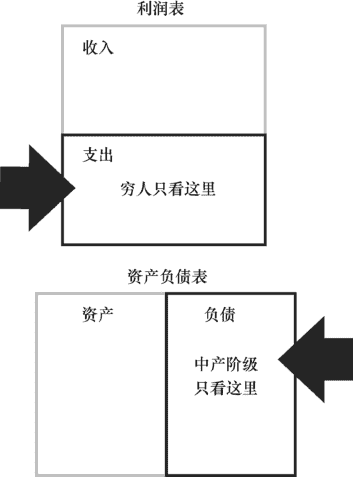 利润表
收入
支出
穷人只看这里
资产负债表
资产
负债
中产阶级
只看这里